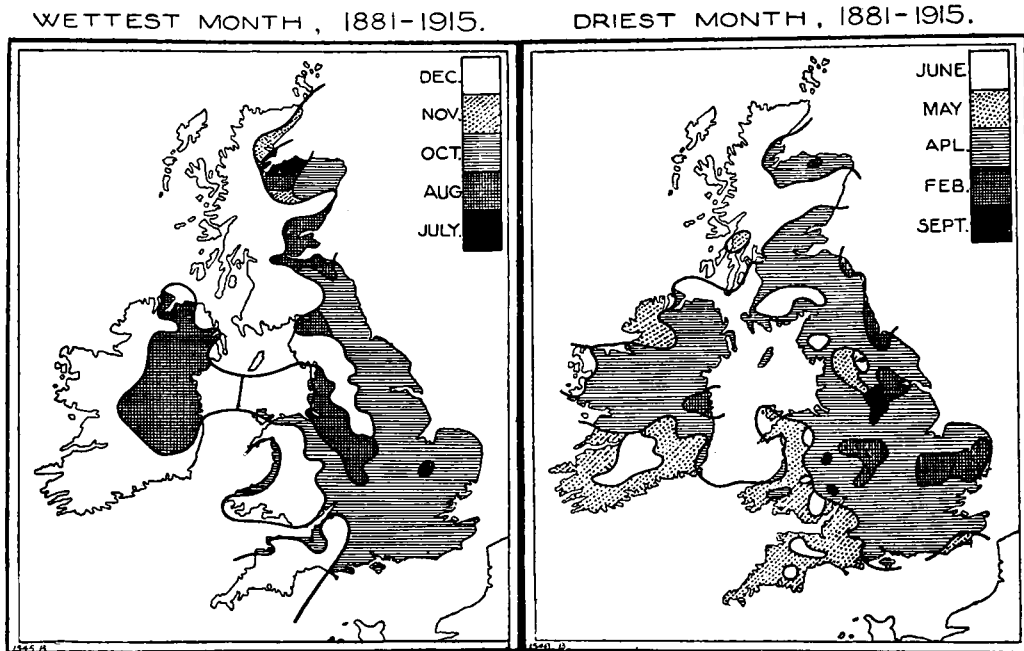 WETTEST MONTH, 1881-1915.
DEC.
NOV.
OCT.
AUG
JULY.
DRIEST MONTH, 1881-1915.
JUNE
MAY
APL.
FEB.
SEPT.